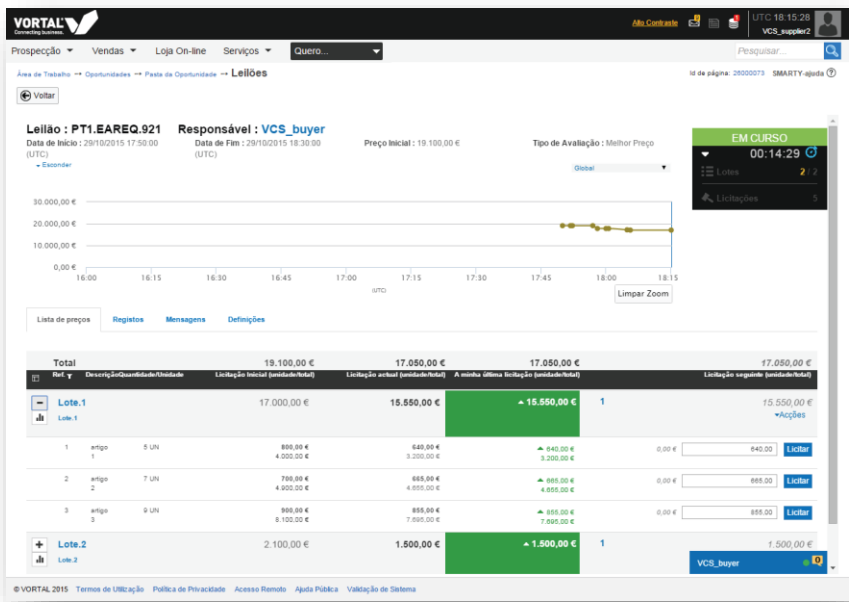 VORTAL
Connecting business.
Alto Contraste
UTC 18:15:28
VCS_supplier2
Prospecção Vendas Loja On-line Serviços Quero... Pesquisar...
Área de Trabalho → Oportunidades → Pasta da Oportunidade → Leilões
Id de página: 26000073 SMARTY-ajuda
Voltar
Leilão : PT1.EAREQ.921 Responsável : VCS_buyer
Data de Início : 29/10/2015 17:50:00 (UTC)
Data de Fim : 29/10/2015 18:30:00 (UTC)
Preço Inicial : 19.100,00 €
Tipo de Avaliação : Melhor Preço
Esconder
Global
EM CURSO
00:14:29
Lotes 2 / 2
Licitações 5
30.000,00 €
20.000,00 €
10.000,00 €
0,00 €
16:00 16:15 16:30 16:45 17:00 17:15 17:30 17:45 18:00 18:15
(UTC)
Limpar Zoom
Lista de preços Registos Mensagens Definições
Total 19.100,00 € 17.050,00 € 17.050,00 € 17.050,00 €
Ref. Descrição Quantidade/Unidade Licitação Inicial (unidade/total) Licitação actual (unidade/total) A minha última licitação (unidade/total) Licitação seguinte (unidade/total)
Lote.1 17.000,00 € 15.550,00 € 15.550,00 € 1 15.550,00 €
Lote.1 Acções
1 artigo 1 5 UN 800,00 € 640,00 € 640,00 € 0,00 € 640.00 Licitar
4.000,00 € 3.200,00 € 3.200,00 €
2 artigo 2 7 UN 700,00 € 665,00 € 665,00 € 0,00 € 665.00 Licitar
4.900,00 € 4.655,00 € 4.655,00 €
3 artigo 3 9 UN 900,00 € 855,00 € 855,00 € 0,00 € 855.00 Licitar
8.100,00 € 7.695,00 € 7.695,00 €
Lote.2 2.100,00 € 1.500,00 € 1.500,00 € 1 1.500,00 €
Lote.2
VCS_buyer
© VORTAL 2015 Termos de Utilização Política de Privacidade Acesso Remoto Ajuda Pública Validação de Sistema